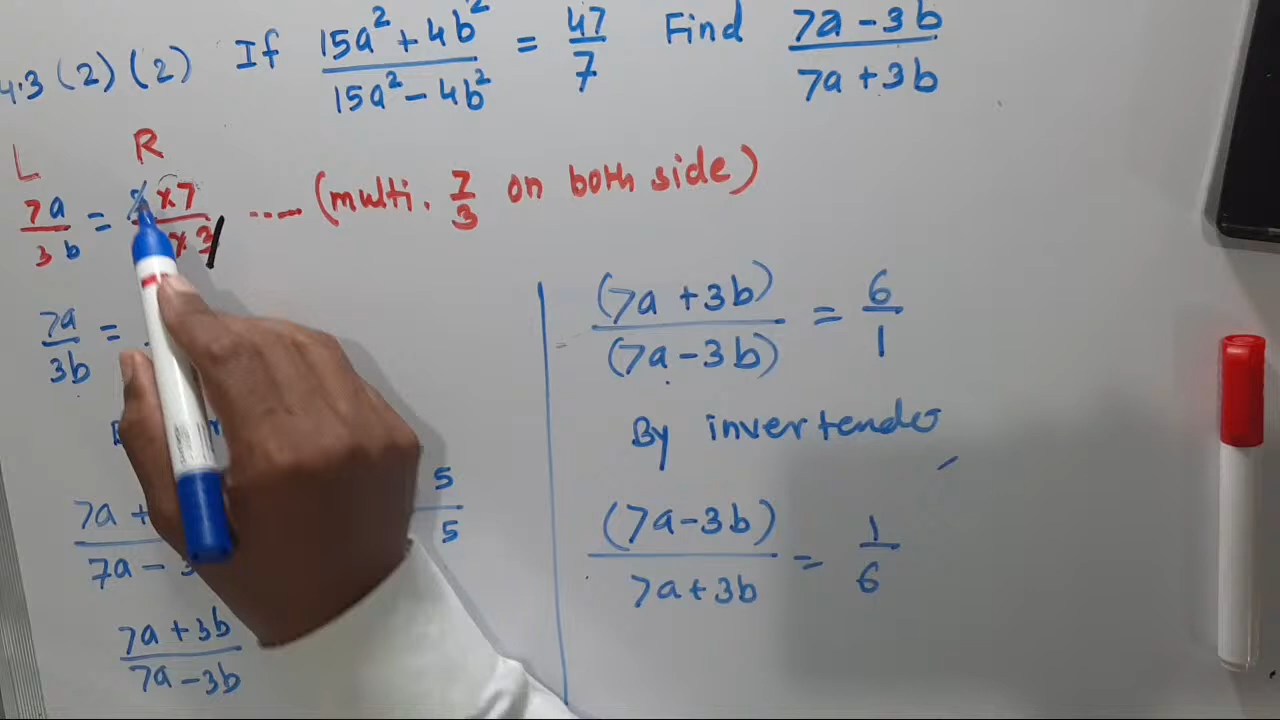 4.3 (2) (2) If 15a² + 4b² / 15a² - 4b² = 47 / 7 Find 7a - 3b / 7a + 3b
L R
7a / 3b = × 7 / × 3 .... (multi. 7/3 on both side)
7a / 3b =
7a +
7a -
5
5
7a + 3b / 7a - 3b
(7a + 3b) / (7a - 3b) = 6 / 1
By invertendo
(7a - 3b) / 7a + 3b = 1 / 6